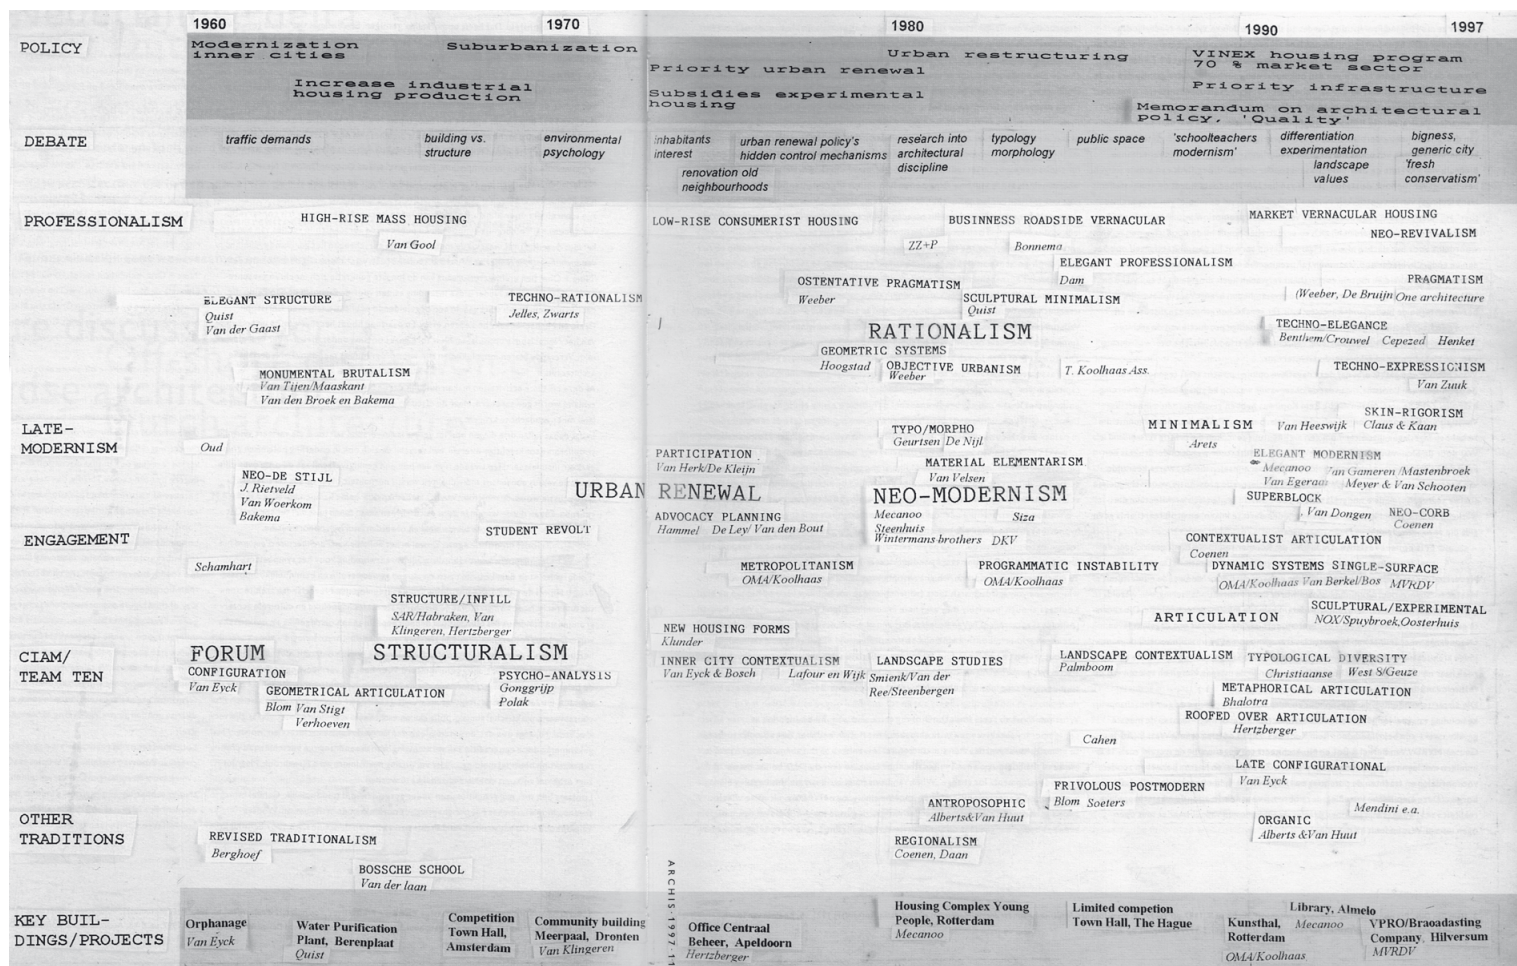 1960
1970
1980
1990
1997
POLICY
Modernization
inner cities
Suburbanization
Increase industrial
housing production
Priority urban renewal
Subsidies experimental
housing
Urban restructuring
VINEX housing program
70 % market sector
Priority infrastructure
Memorandum on architectural
policy, 'Quality'
DEBATE
traffic demands
building vs.
structure
environmental
psychology
inhabitants
interest
renovation old
neighbourhoods
urban renewal policy's
hidden control mechanisms
research into
architectural
discipline
typology
morphology
public space
'schoolteachers
modernism'
differentiation
experimentation
landscape
values
bigness,
generic city
'fresh
conservatism'
PROFESSIONALISM
HIGH-RISE MASS HOUSING
Van Gool
LOW-RISE CONSUMERIST HOUSING
BUSINNESS ROADSIDE VERNACULAR
ZZ+P
Bonnema
MARKET VERNACULAR HOUSING
NEO-REVIVALISM
ELEGANT PROFESSIONALISM
Dam
OSTENTATIVE PRAGMATISM
Weeber
SCULPTURAL MINIMALISM
Quist
PRAGMATISM
(Weeber, De Bruijn One architecture
ELEGANT STRUCTURE
Quist
Van der Gaast
TECHNO-RATIONALISM
Jelles, Zwarts
RATIONALISM
GEOMETRIC SYSTEMS
Hoogstad
OBJECTIVE URBANISM
Weeber
T. Koolhaas Ass.
TECHNO-ELEGANCE
Benthem/Crouwel Cepezed Henket
TECHNO-EXPRESSIONISM
Van Zuuk
MONUMENTAL BRUTALISM
Van Tijen/Maaskant
Van den Broek en Bakema
SKIN-RIGORISM
Claus & Kaan
LATE-
MODERNISM
Oud
TYPO/MORPHO
Geurtsen De Nijl
MINIMALISM
Van Heeswijk
Arets
PARTICIPATION
Van Herk/De Kleijn
MATERIAL ELEMENTARISM
Van Velsen
ELEGANT MODERNISM
Mecanoo Van Gameren /Mastenbroek
Van Egeraat Meyer & Van Schooten
NEO-DE STIJL
J. Rietveld
Van Woerkom
Bakema
URBAN RENEWAL
NEO-MODERNISM
Mecanoo
Steenhuis
Wintermans brothers DKV
Siza
SUPERBLOCK
Van Dongen
NEO-CORB
Coenen
ENGAGEMENT
STUDENT REVOLT
ADVOCACY PLANNING
Hammel De Ley/ Van den Bout
CONTEXTUALIST ARTICULATION
Coenen
Schamhart
METROPOLITANISM
OMA/Koolhaas
PROGRAMMATIC INSTABILITY
OMA/Koolhaas
DYNAMIC SYSTEMS SINGLE-SURFACE
OMA/Koolhaas Van Berkel/Bos MVRDV
STRUCTURE/INFILL
SAR/Habraken, Van
Klingeren, Hertzberger
ARTICULATION
SCULPTURAL/EXPERIMENTAL
NOX/Spuybroek,Oosterhuis
NEW HOUSING FORMS
Klunder
CIAM/
TEAM TEN
FORUM
CONFIGURATION
Van Eyck
STRUCTURALISM
GEOMETRICAL ARTICULATION
Blom Van Stigt
Verhoeven
PSYCHO-ANALYSIS
Gonggrijp
Polak
INNER CITY CONTEXTUALISM
Van Eyck & Bosch
Lafour en Wijk
LANDSCAPE STUDIES
Smienk/Van der
Ree/Steenbergen
LANDSCAPE CONTEXTUALISM
Palmboom
TYPOLOGICAL DIVERSITY
Christiaanse
West 8/Geuze
METAPHORICAL ARTICULATION
Bhalotra
ROOFED OVER ARTICULATION
Hertzberger
Cahen
LATE CONFIGURATIONAL
Van Eyck
FRIVOLOUS POSTMODERN
Blom Soeters
Mendini e.a.
OTHER
TRADITIONS
REVISED TRADITIONALISM
Berghoef
BOSSCHE SCHOOL
Van der laan
ANTROPOSOPHIC
Alberts&Van Huut
REGIONALISM
Coenen, Daan
ORGANIC
Alberts &Van Huut
ARCHIS-1997-11
KEY BUIL-
DINGS/PROJECTS
Orphanage
Van Eyck
Water Purification
Plant, Berenplaat
Quist
Competition
Town Hall,
Amsterdam
Community building
Meerpaal, Dronten
Van Klingeren
Office Centraal
Beheer, Apeldoorn
Hertzberger
Housing Complex Young
People, Rotterdam
Mecanoo
Limited competion
Town Hall, The Hague
Kunsthal,
Rotterdam
OMA/Koolhaas
Library, Almelo
Mecanoo
VPRO/Braoadasting
Company, Hilversum
MVRDV